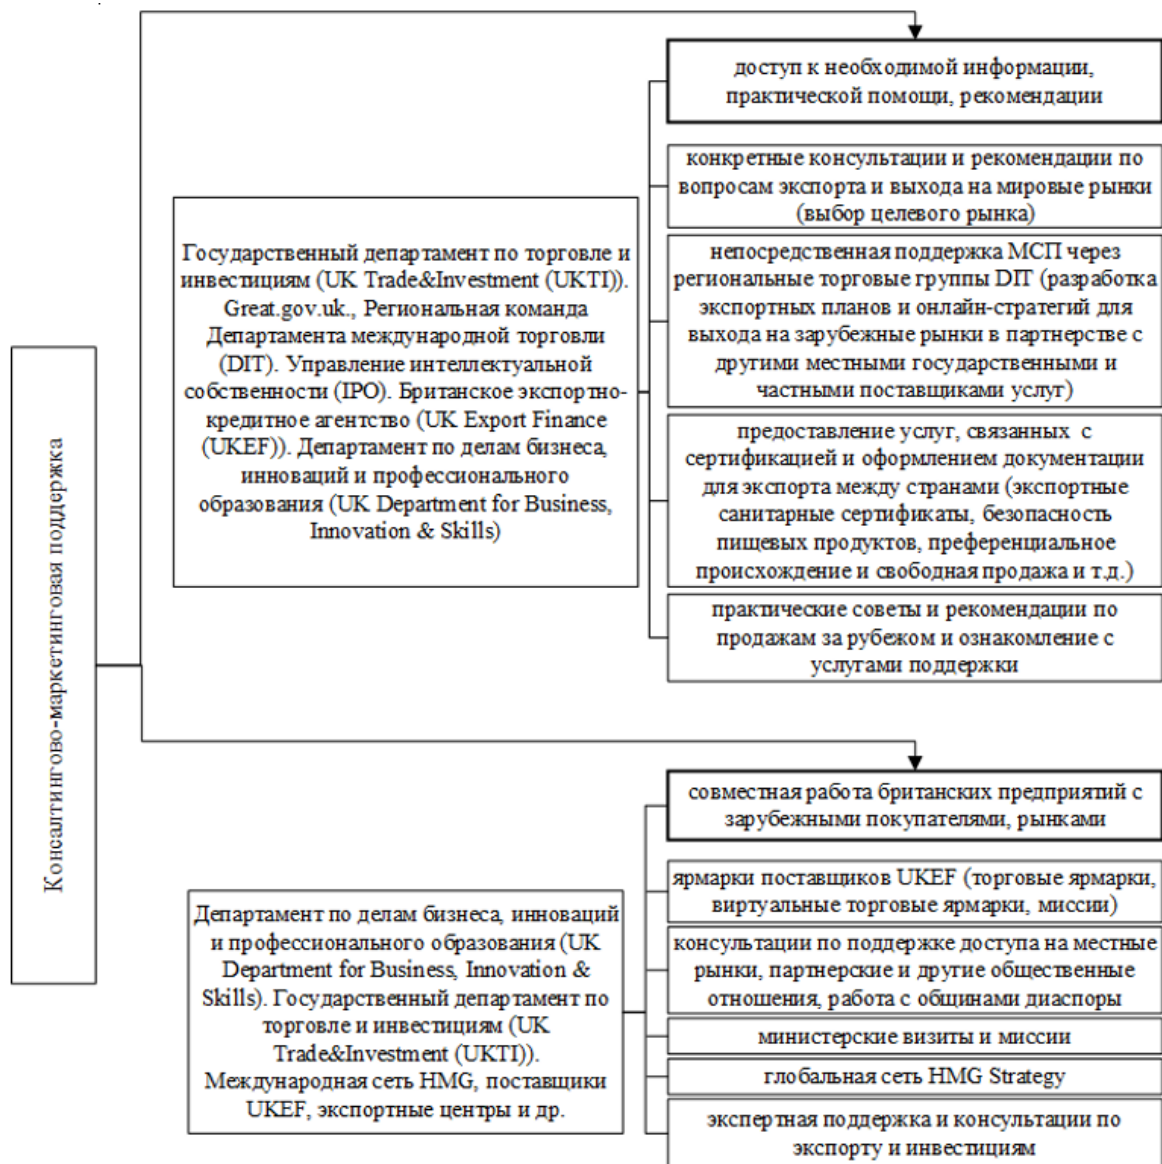 Консалтингово-маркетинговая поддержка
Государственный департамент по торговле и
инвестициям (UK Trade&Investment (UKTI)).
Great.gov.uk., Региональная команда
Департамента международной торговли
(DIT). Управление интеллектуальной
собственности (IPO). Британское экспортно-
кредитное агентство (UK Export Finance
(UKEF)). Департамент по делам бизнеса,
инноваций и профессионального
образования (UK Department for Business,
Innovation & Skills)
доступ к необходимой информации,
практической помощи, рекомендации
конкретные консультации и рекомендации по
вопросам экспорта и выхода на мировые рынки
(выбор целевого рынка)
непосредственная поддержка МСП через
региональные торговые группы DIT (разработка
экспортных планов и онлайн-стратегий для
выхода на зарубежные рынки в партнерстве с
другими местными государственными и
частными поставщиками услуг)
предоставление услуг, связанных с
сертификацией и оформлением документации
для экспорта между странами (экспортные
санитарные сертификаты, безопасность
пищевых продуктов, преференциальное
происхождение и свободная продажа и т.д.)
практические советы и рекомендации по
продажам за рубежом и ознакомление с
услугами поддержки
Департамент по делам бизнеса, инноваций
и профессионального образования (UK
Department for Business, Innovation &
Skills). Государственный департамент по
торговле и инвестициям (UK
Trade&Investment (UKTI)).
Международная сеть HMG, поставщики
UKEF, экспортные центры и др.
совместная работа британских предприятий с
зарубежными покупателями, рынками
ярмарки поставщиков UKEF (торговые ярмарки,
виртуальные торговые ярмарки, миссии)
консультации по поддержке доступа на местные
рынки, партнерские и другие общественные
отношения, работа с общинами диаспоры
министерские визиты и миссии
глобальная сеть HMG Strategy
экспертная поддержка и консультации по
экспорту и инвестициям